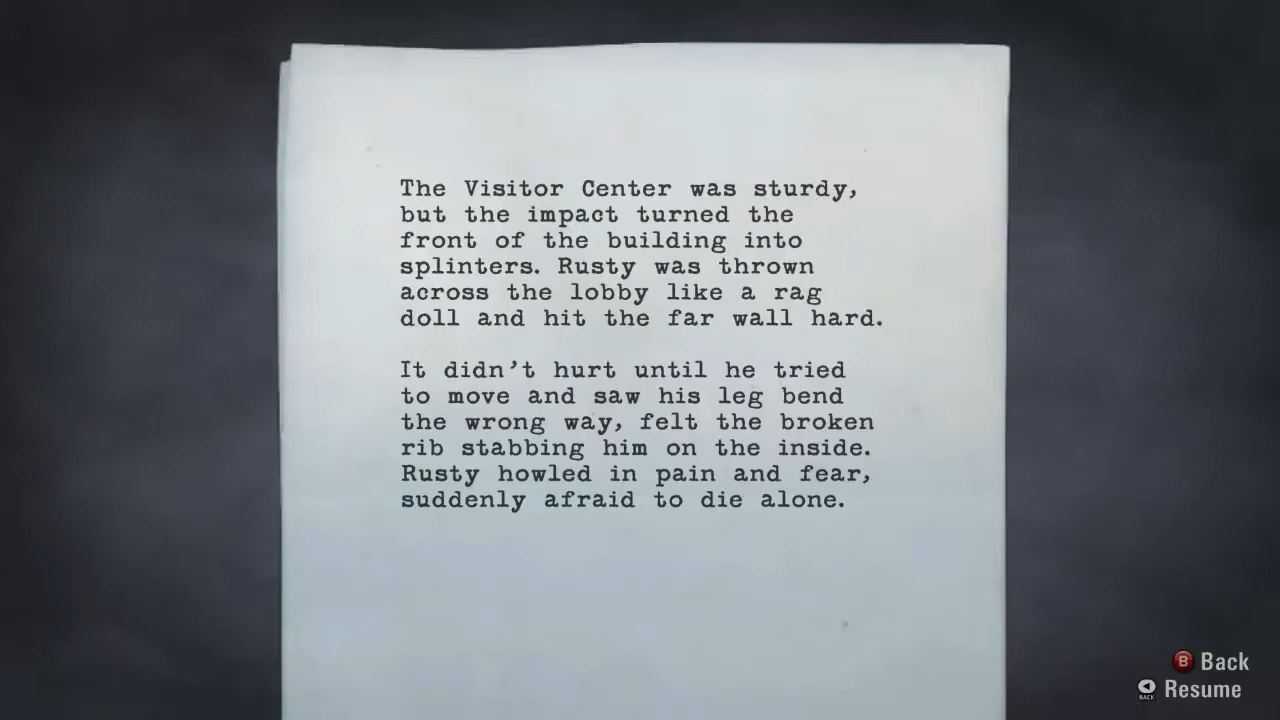 The Visitor Center was sturdy,
but the impact turned the
front of the building into
splinters. Rusty was thrown
across the lobby like a rag
doll and hit the far wall hard.
It didn't hurt until he tried
to move and saw his leg bend
the wrong way, felt the broken
rib stabbing him on the inside.
Rusty howled in pain and fear,
suddenly afraid to die alone.
B Back
BACK Resume